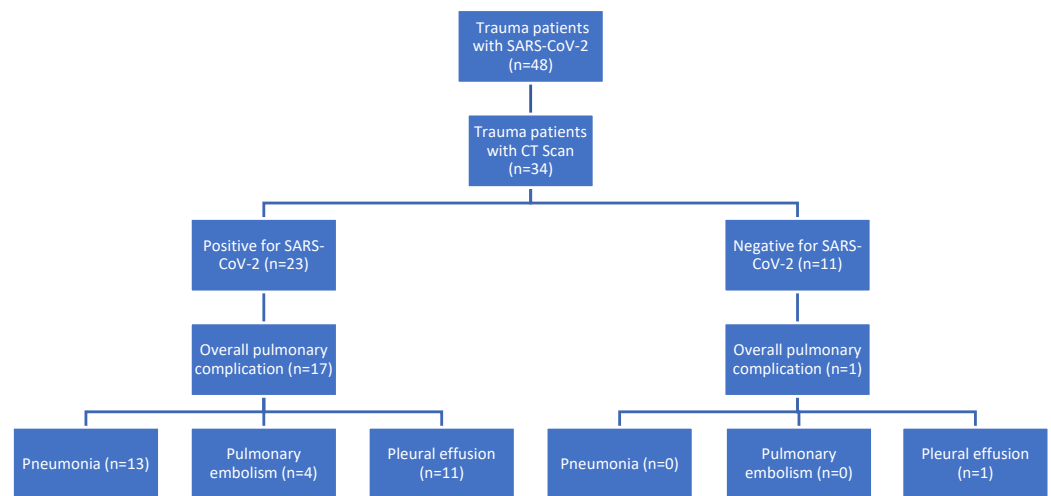 Trauma patients
with SARS-CoV-2
(n=48)
Trauma patients
with CT Scan
(n=34)
Positive for SARS-
CoV-2 (n=23)
Negative for SARS-
CoV-2 (n=11)
Overall pulmonary
complication (n=17)
Overall pulmonary
complication (n=1)
Pneumonia (n=13)
Pulmonary
embolism (n=4)
Pleural effusion
(n=11)
Pneumonia (n=0)
Pulmonary
embolism (n=0)
Pleural effusion
(n=1)